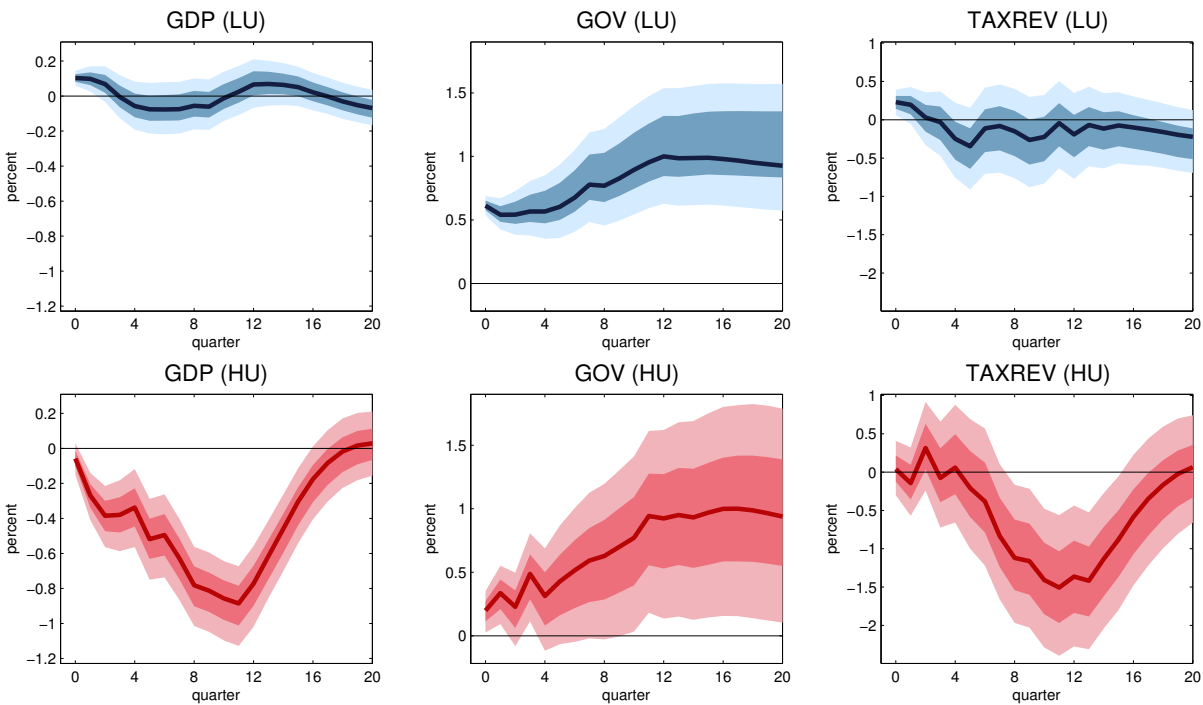 GDP (LU)
percent
0.2
0
−0.2
−0.4
−0.6
−0.8
−1
−1.2
0 4 8 12 16 20
quarter
GOV (LU)
percent
1.5
1
0.5
0
0 4 8 12 16 20
quarter
TAXREV (LU)
percent
1
0.5
0
−0.5
−1
−1.5
−2
0 4 8 12 16 20
quarter
GDP (HU)
percent
0.2
0
−0.2
−0.4
−0.6
−0.8
−1
−1.2
0 4 8 12 16 20
quarter
GOV (HU)
percent
1.5
1
0.5
0
0 4 8 12 16 20
quarter
TAXREV (HU)
percent
1
0.5
0
−0.5
−1
−1.5
−2
0 4 8 12 16 20
quarter